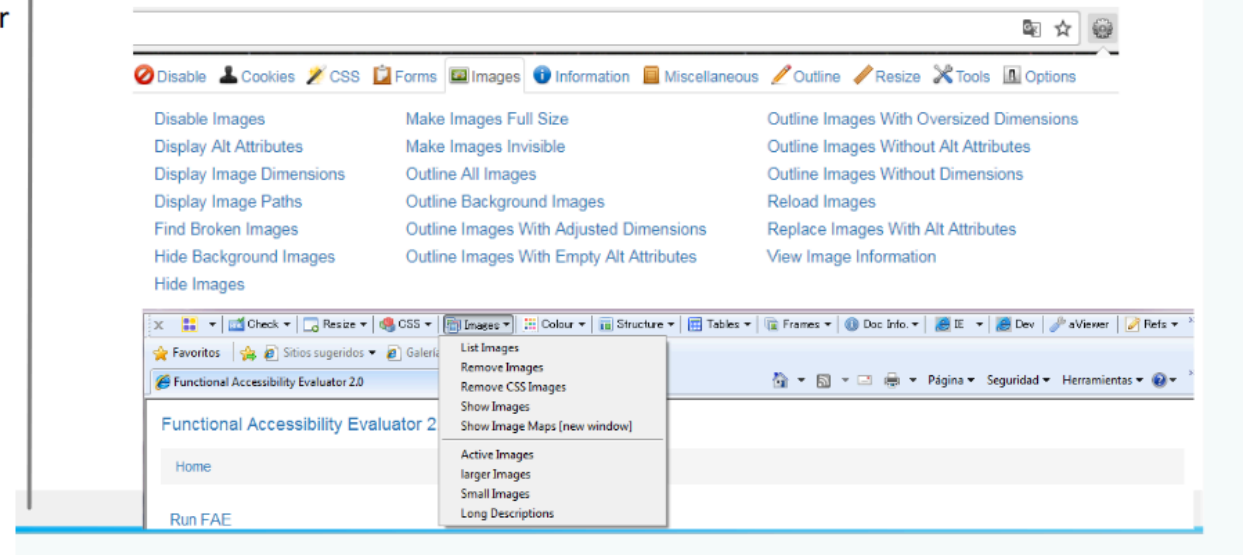 r
Disable Cookies CSS Forms Images Information Miscellaneous Outline Resize Tools Options
Disable Images Make Images Full Size Outline Images With Oversized Dimensions
Display Alt Attributes Make Images Invisible Outline Images Without Alt Attributes
Display Image Dimensions Outline All Images Outline Images Without Dimensions
Display Image Paths Outline Background Images Reload Images
Find Broken Images Outline Images With Adjusted Dimensions Replace Images With Alt Attributes
Hide Background Images Outline Images With Empty Alt Attributes View Image Information
Hide Images
X Check Resize CSS Images Colour Structure Tables Frames Doc Info. IE Dev aViewer Refs
Favoritos Sitios sugeridos Galería
List Images
Remove Images
Remove CSS Images
Show Images
Show Image Maps [new window]
Active Images
larger Images
Small Images
Long Descriptions
Functional Accessibility Evaluator 2.0 Página Seguridad Herramientas
Functional Accessibility Evaluator 2
Home
Run FAE